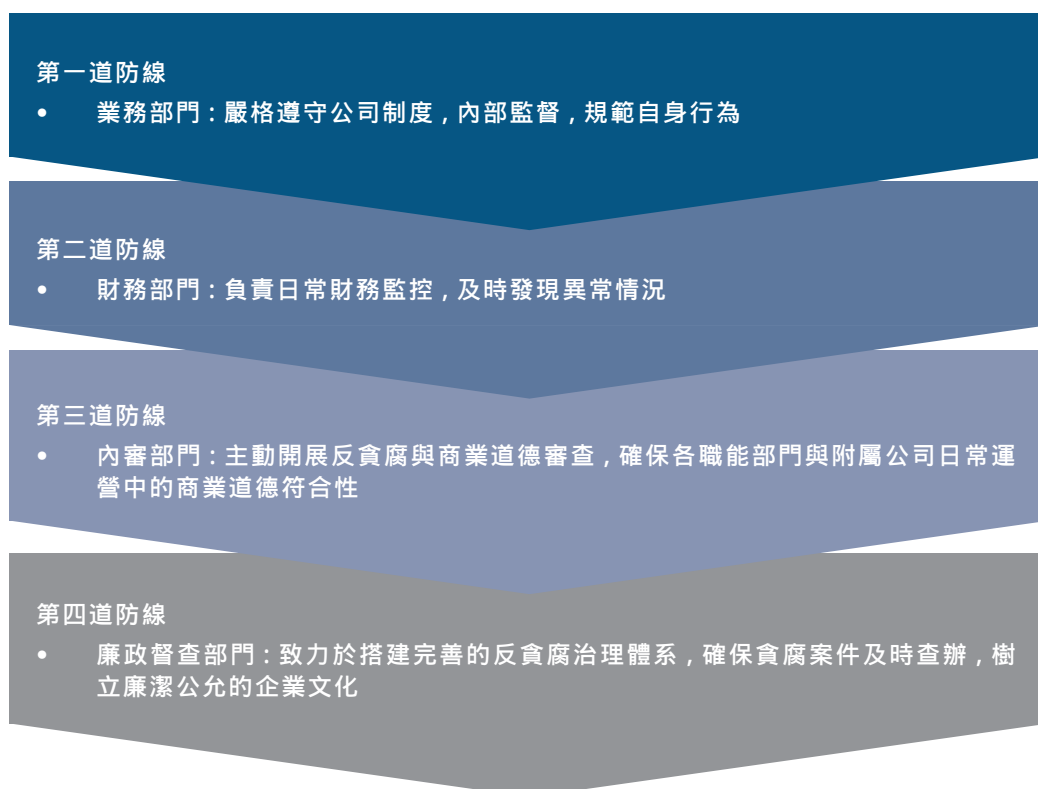 第一道防線
• 業務部門：嚴格遵守公司制度，內部監督，規範自身行為
第二道防線
• 財務部門：負責日常財務監控，及時發現異常情況
第三道防線
• 內審部門：主動開展反貪腐與商業道德審查，確保各職能部門與附屬公司日常運
營中的商業道德符合性
第四道防線
• 廉政督查部門：致力於搭建完善的反貪腐治理體系，確保貪腐案件及時查辦，樹
立廉潔公允的企業文化